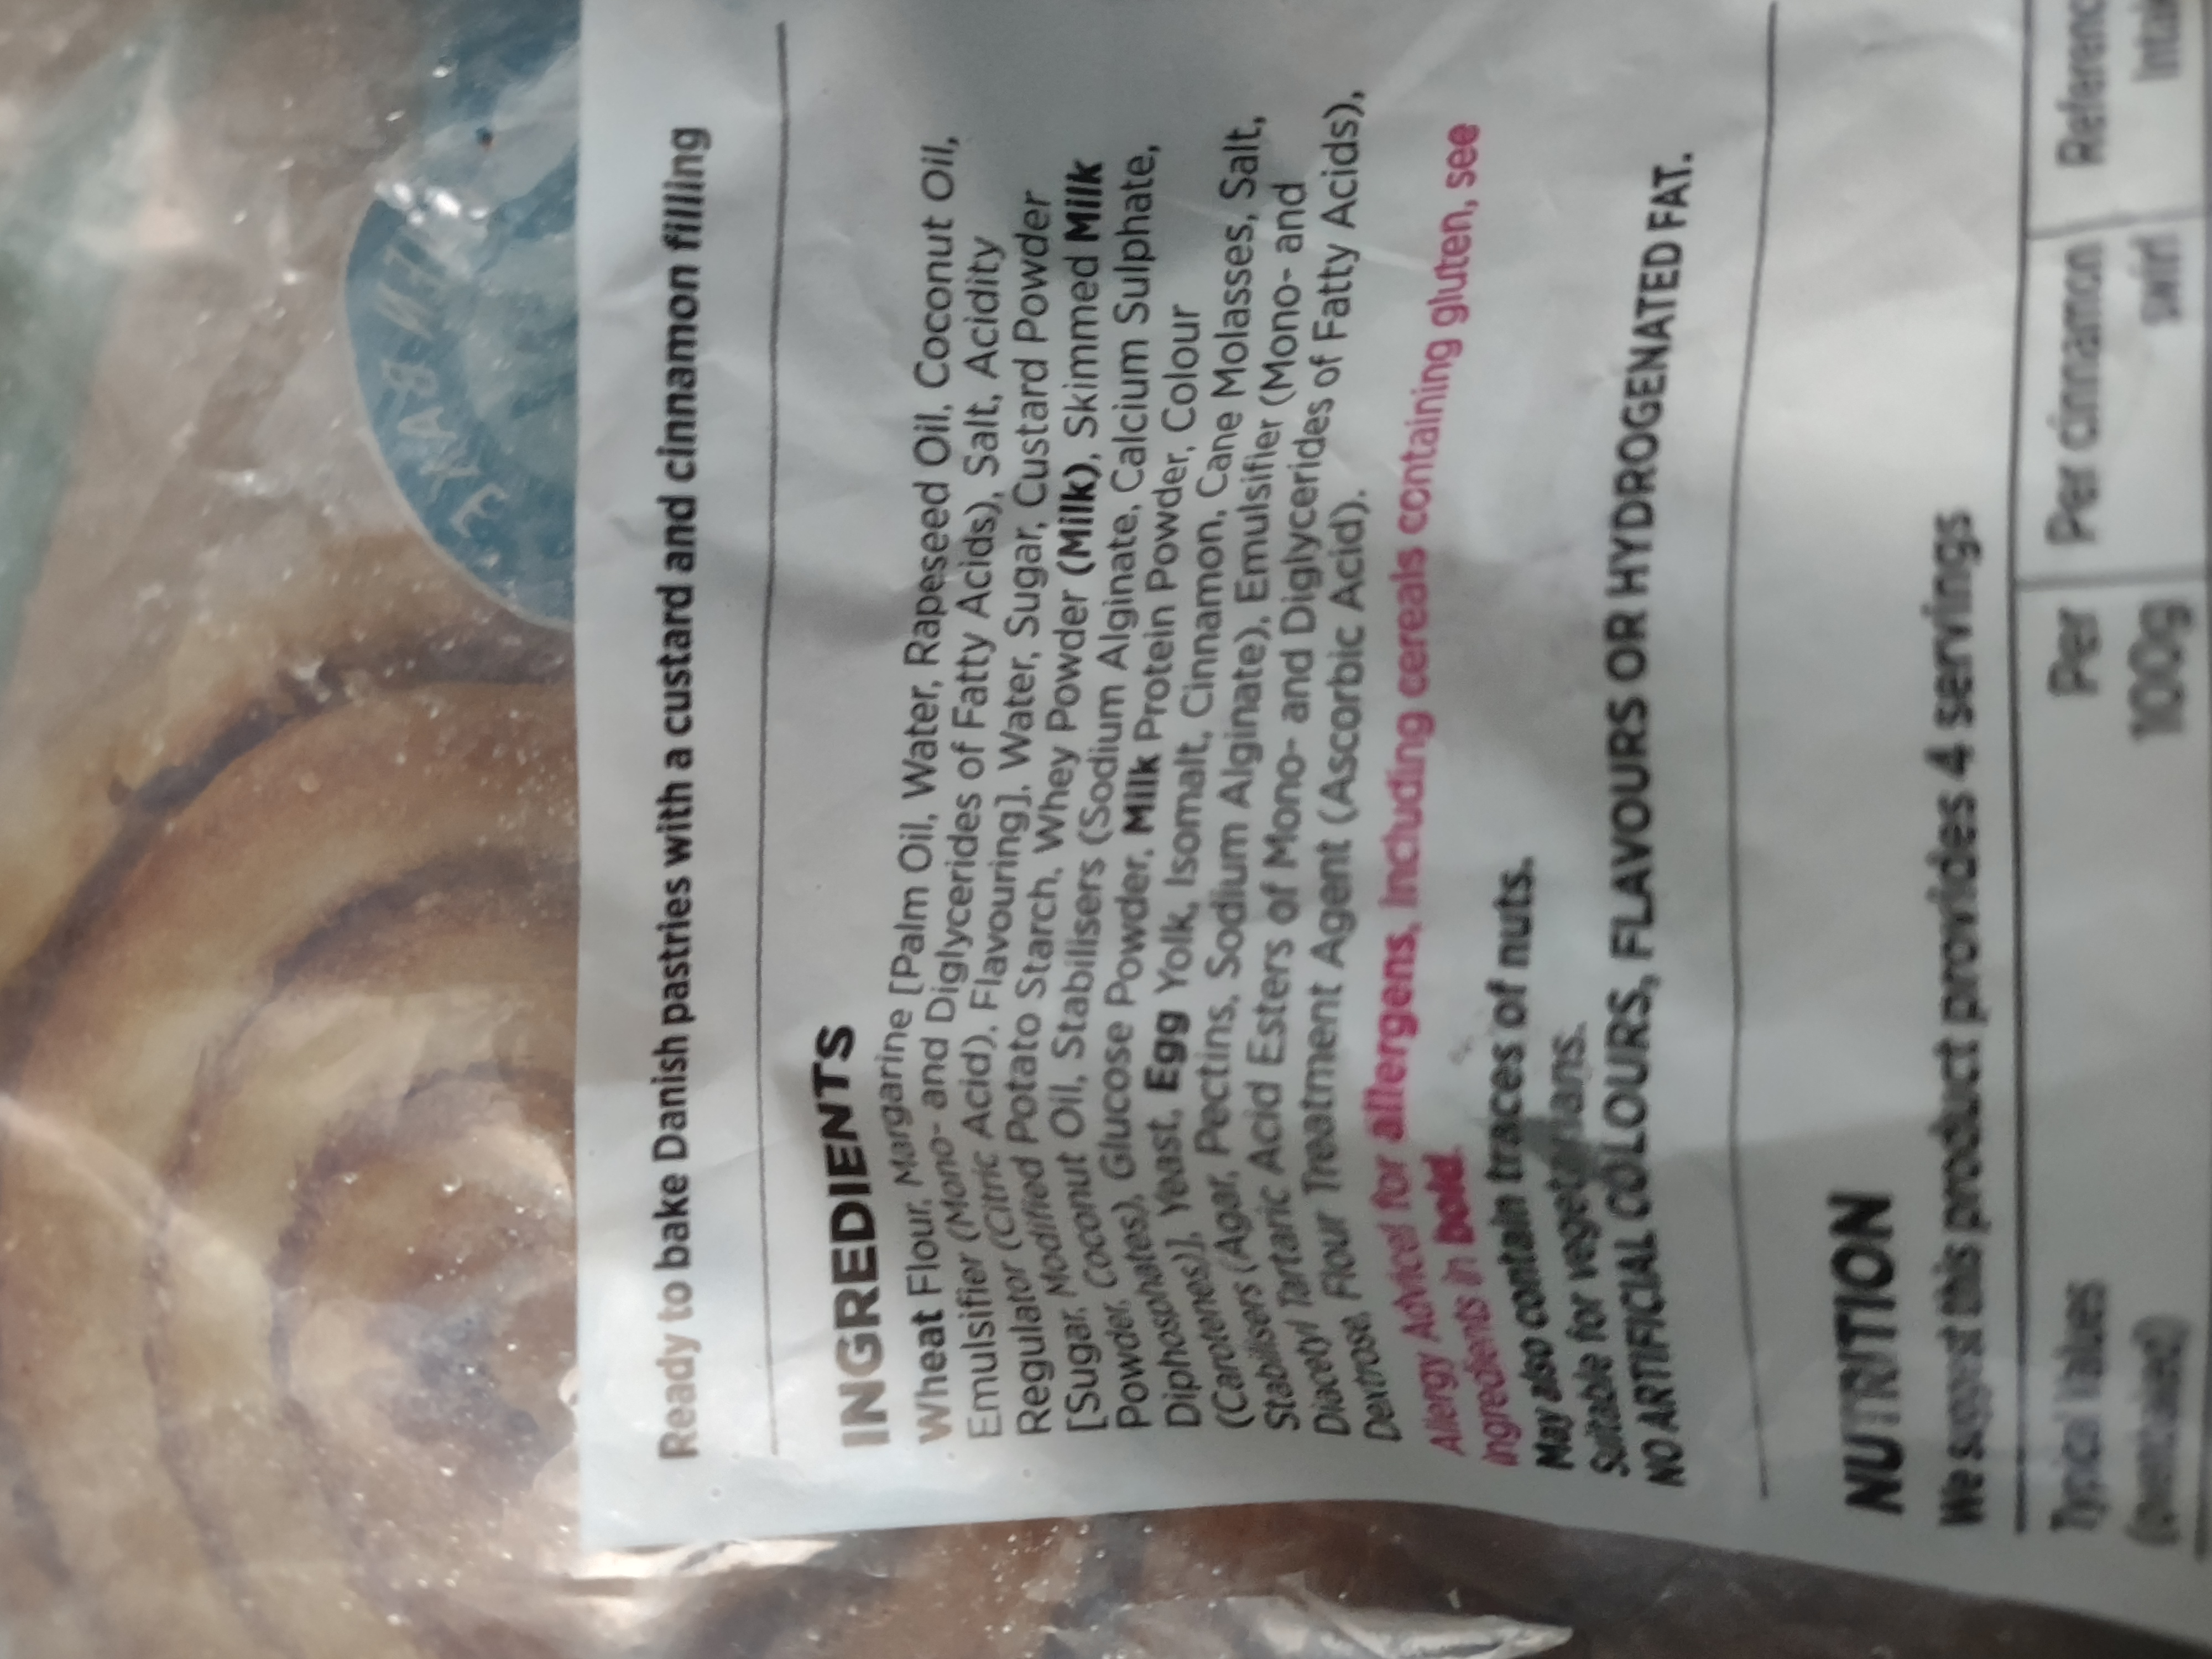 EN BAKE
Ready to bake Danish pastries with a custard and cinnamon filling
INGREDIENTS
Wheat Flour, Margarine [Palm Oil, Water, Rapeseed Oil, Coconut Oil,
Emulsifier (Mono- and Diglycerides of Fatty Acids), Salt, Acidity
Regulator (Citric Acid), Flavouring], Water, Sugar, Custard Powder
[Sugar, Modified Potato Starch, Whey Powder (Milk), Skimmed Milk
Powder, Coconut Oil, Stabilisers (Sodium Alginate, Calcium Sulphate,
Diphosphates), Glucose Powder, Milk Protein Powder, Colour
(Carotenes)], Yeast, Egg Yolk, Isomalt, Cinnamon, Cane Molasses, Salt,
Stabilisers (Agar, Pectins, Sodium Alginate), Emulsifier (Mono- and
Diacetyl Tartaric Acid Esters of Mono- and Diglycerides of Fatty Acids),
Dextrose, Flour Treatment Agent (Ascorbic Acid).
Allergy Advice! for allergens, including cereals containing gluten, see
ingredients in bold.
May also contain traces of nuts.
Suitable for vegetarians.
NO ARTIFICIAL COLOURS, FLAVOURS OR HYDROGENATED FAT.
NUTRITION
We suggest this product provides 4 servings
Typical Values Per Per cinnamon Referenc
(ovenbaked) 100g swirl Intak